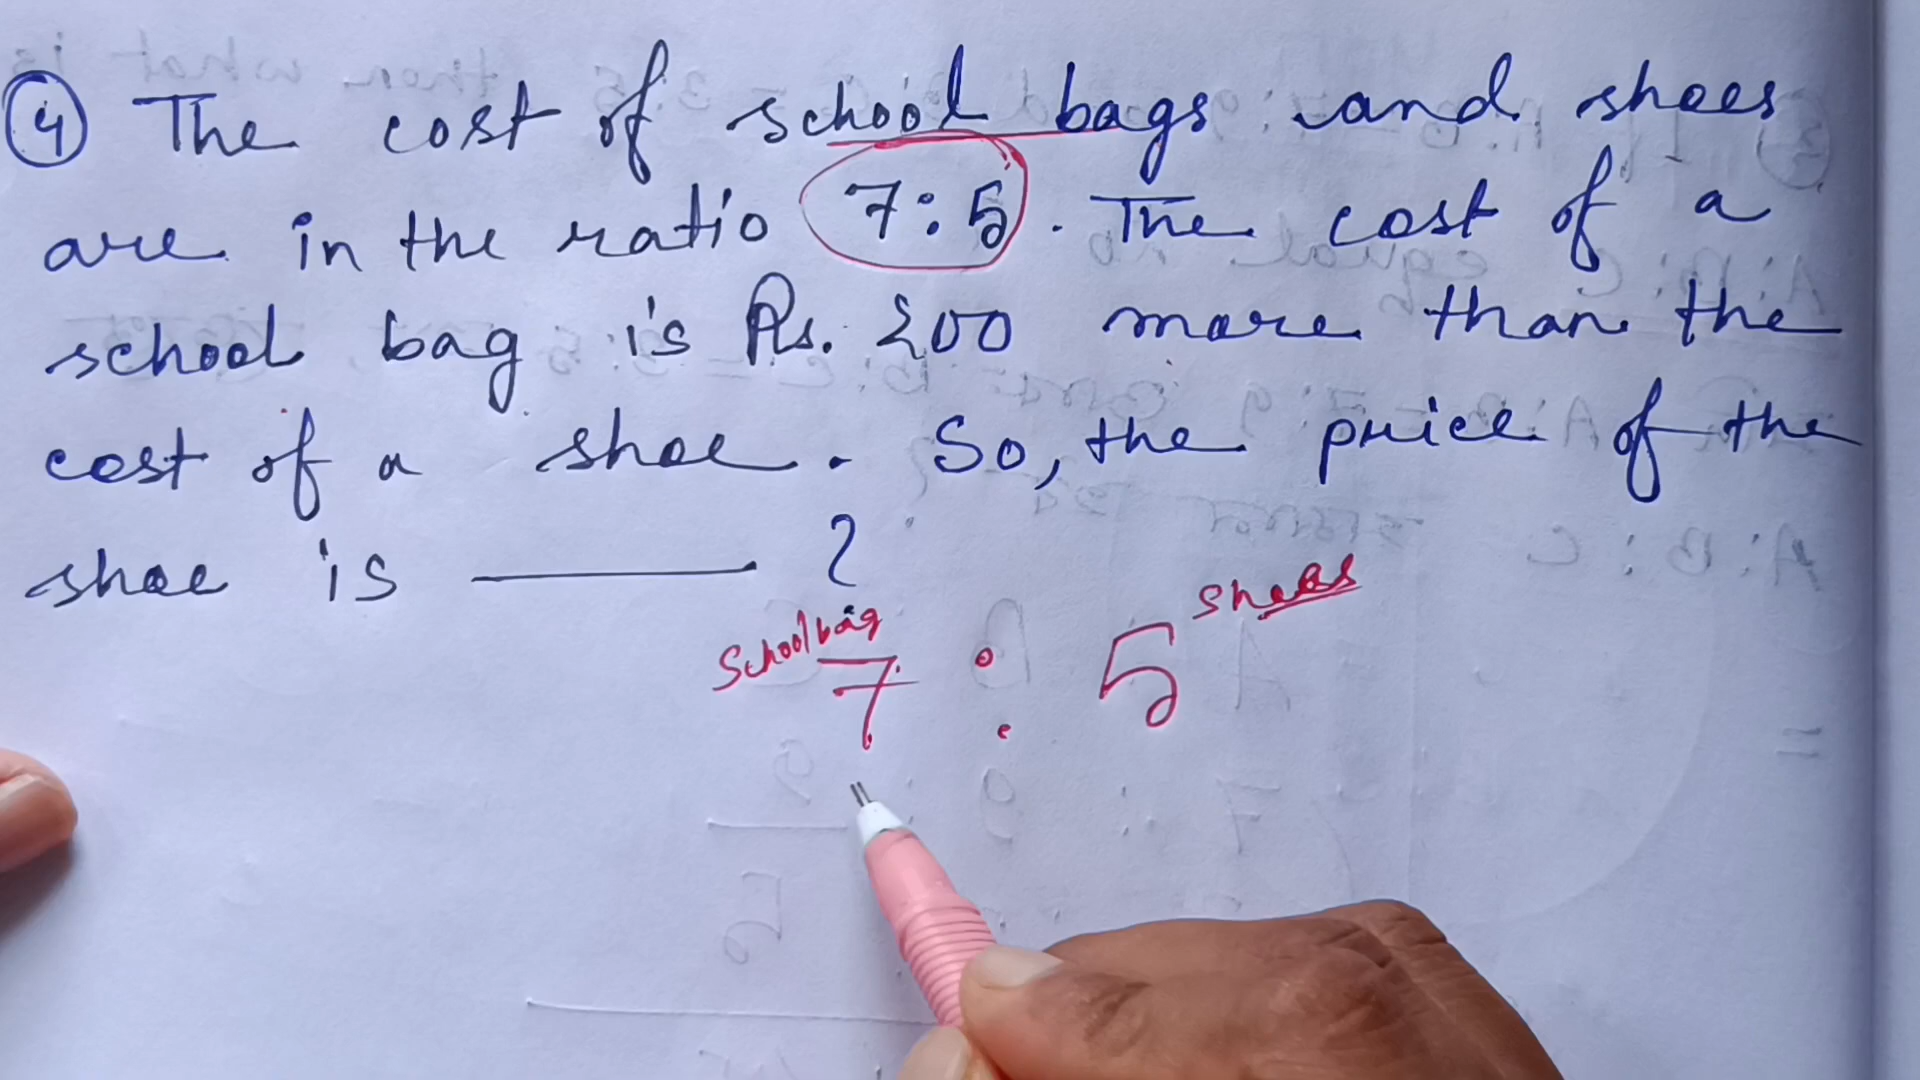 4 The cost of school bags and shoes
are in the ratio 7:5. The cost of a
school bag is Rs. 200 more than the
cost of a shoe. So, the price of the
shoe is ——— ?
School bag shoes
7 : 5